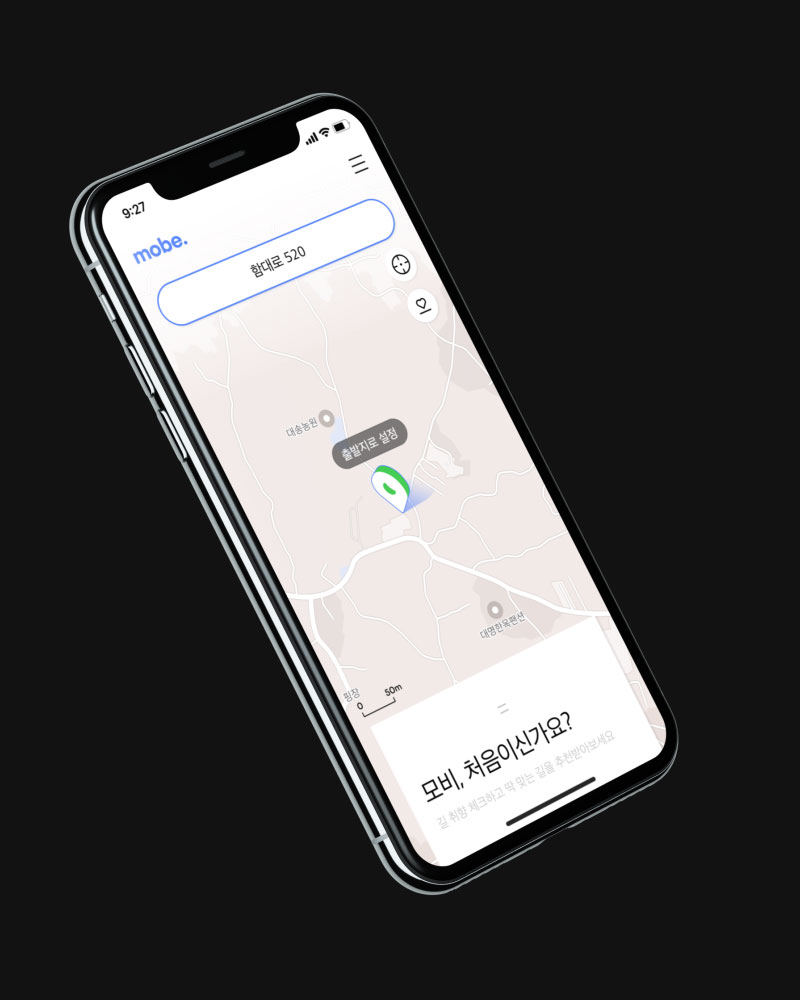 9:27
mobe.
함대로 520
대송농원
출발지로 설정
대명한옥팬션
핑장
0 50m
모비, 처음이신가요?
길 취향 체크하고 딱 맞는 길을 추천받아보세요